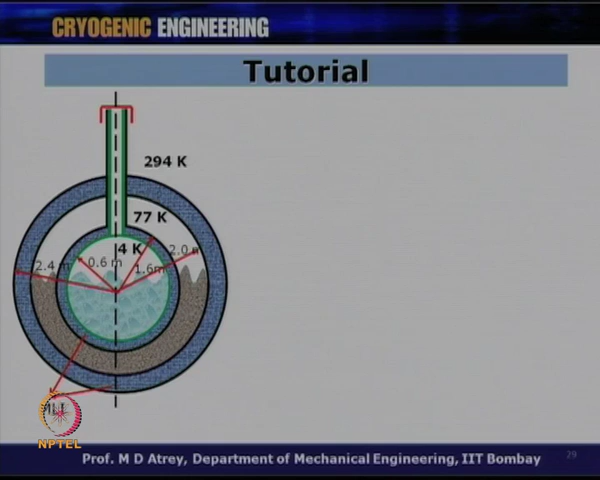 CRYOGENIC ENGINEERING
Tutorial
294 K
77 K
4 K
2.0 m
2.4 m
0.6 m
1.6m
MLI
NPTEL
Prof. M D Atrey, Department of Mechanical Engineering, IIT Bombay
29